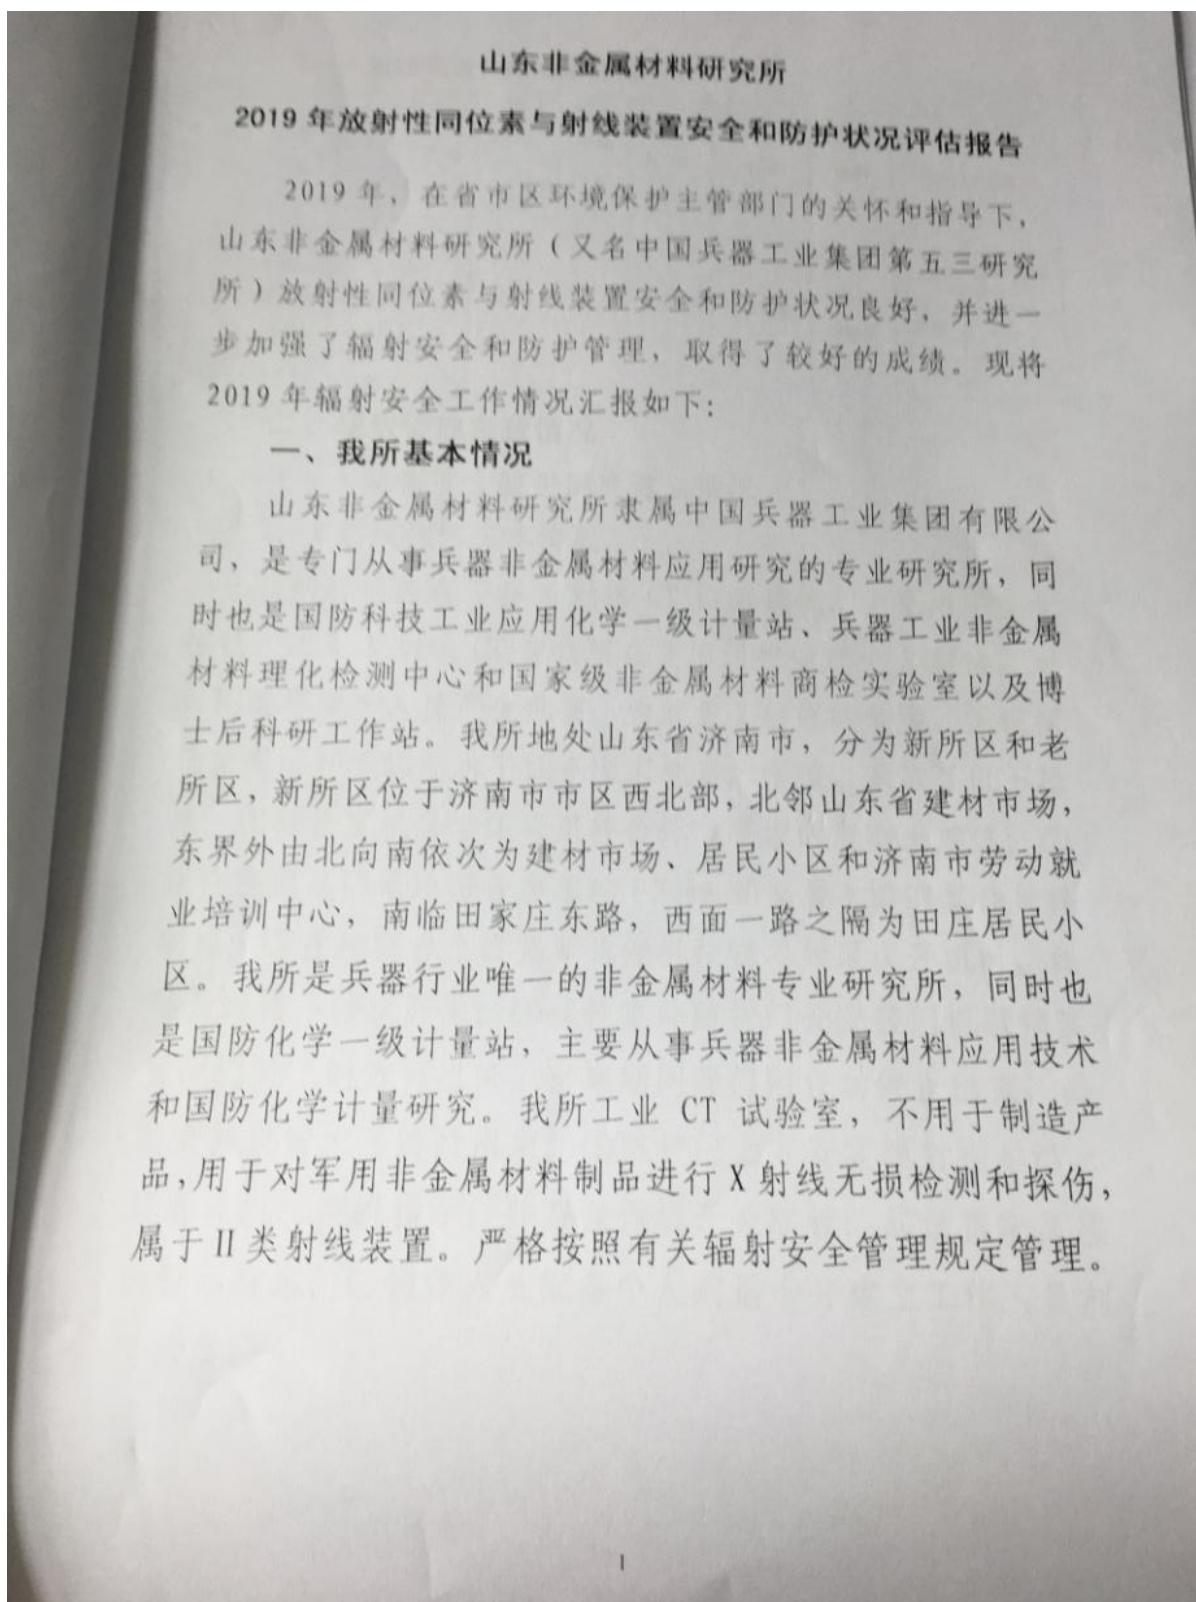 山东非金属材料研究所
2019 年放射性同位素与射线装置安全和防护状况评估报告
2019 年，在省市区环境保护主管部门的关怀和指导下，
山东非金属材料研究所（又名中国兵器工业集团第五三研究
所）放射性同位素与射线装置安全和防护状况良好，并进一
步加强了辐射安全和防护管理，取得了较好的成绩。现将
2019 年辐射安全工作情况汇报如下：
一、我所基本情况
山东非金属材料研究所隶属中国兵器工业集团有限公
司，是专门从事兵器非金属材料应用研究的专业研究所，同
时也是国防科技工业应用化学一级计量站、兵器工业非金属
材料理化检测中心和国家级非金属材料商检实验室以及博
士后科研工作站。我所地处山东省济南市，分为新所区和老
所区，新所区位于济南市市区西北部，北邻山东省建材市场，
东界外由北向南依次为建材市场、居民小区和济南市劳动就
业培训中心，南临田家庄东路，西面一路之隔为田庄居民小
区。我所是兵器行业唯一的非金属材料专业研究所，同时也
是国防化学一级计量站，主要从事兵器非金属材料应用技术
和国防化学计量研究。我所工业 CT 试验室，不用于制造产
品,用于对军用非金属材料制品进行 X 射线无损检测和探伤，
属于 II 类射线装置。严格按照有关辐射安全管理规定管理。
1